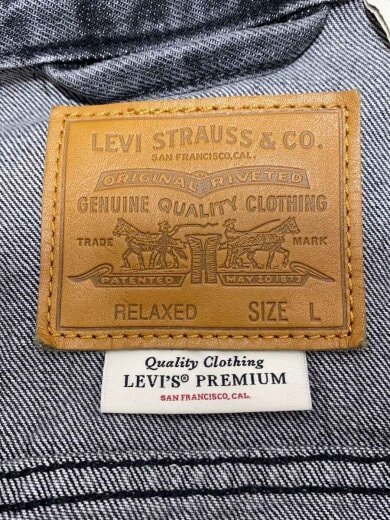 LEVI STRAUSS & CO.
SAN FRANCISCO, CAL.
ORIGINAL RIVETED
GENUINE QUALITY CLOTHING
TRADE MARK
PATENTED MAY 20 1873
RELAXED SIZE L
Quality Clothing
LEVI'S® PREMIUM
SAN FRANCISCO, CAL.